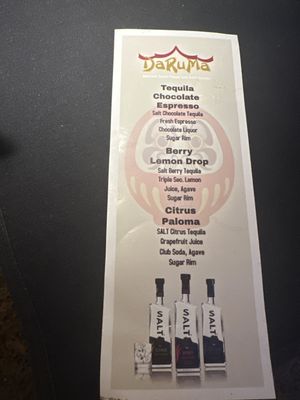 DaRuMa
Tequila
Chocolate
Espresso
Salt Chocolate Tequila
Fresh Espresso
Chocolate Liquor
Sugar Rim
Berry
Lemon Drop
Salt Berry Tequila
Triple Sec, Lemon
Juice, Agave
Sugar Rim
Citrus
Paloma
SALT Citrus Tequila
Grapefruit Juice
Club Soda, Agave
Sugar Rim
SALT SALT SALT